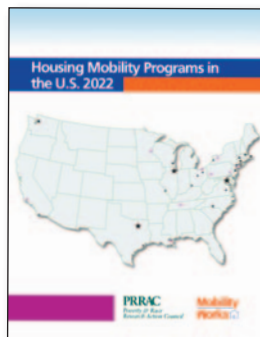 Housing Mobility Programs in
the U.S. 2022
PRRAC
Poverty & Race
Research Action Council
Mobility
Works